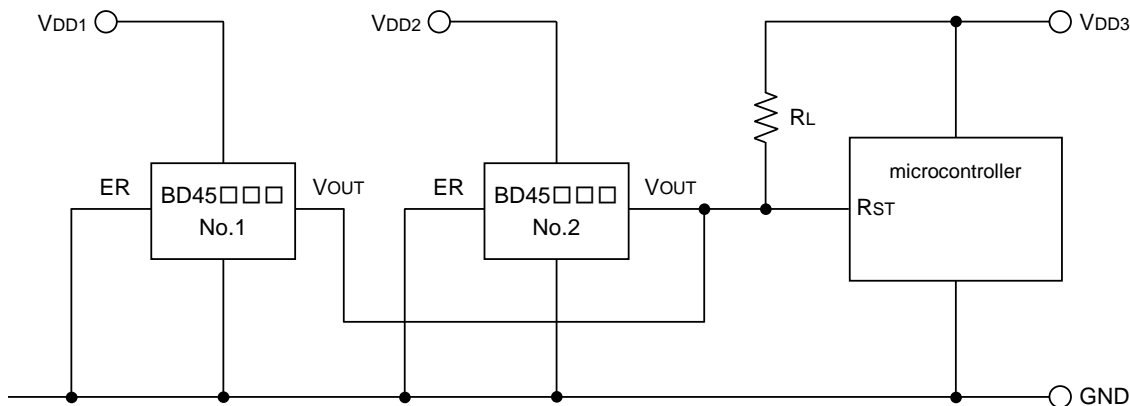 VDD1
VDD2
VDD3
RL
microcontroller
ER
BD45□□□
No.1
VOUT
ER
BD45□□□
No.2
VOUT
RST
GND